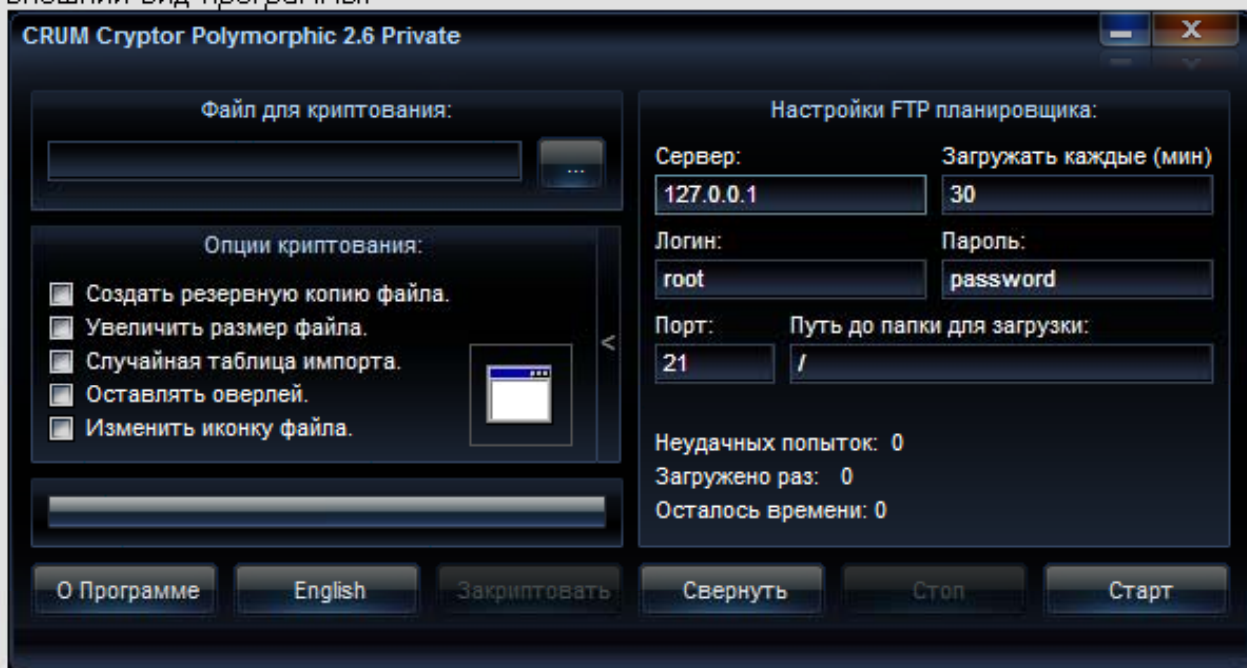 Внешний вид программы:
CRUM Cryptor Polymorphic 2.6 Private
Файл для криптования:
...
Опции криптования:
Создать резервную копию файла.
Увеличить размер файла.
Случайная таблица импорта.
Оставлять оверлей.
Изменить иконку файла.
<
Настройки FTP планировщика:
Сервер: Загружать каждые (мин)
127.0.0.1 30
Логин: Пароль:
root password
Порт: Путь до папки для загрузки:
21 /
Неудачных попыток: 0
Загружено раз: 0
Осталось времени: 0
О Программе English Закриптовать Свернуть Стоп Старт